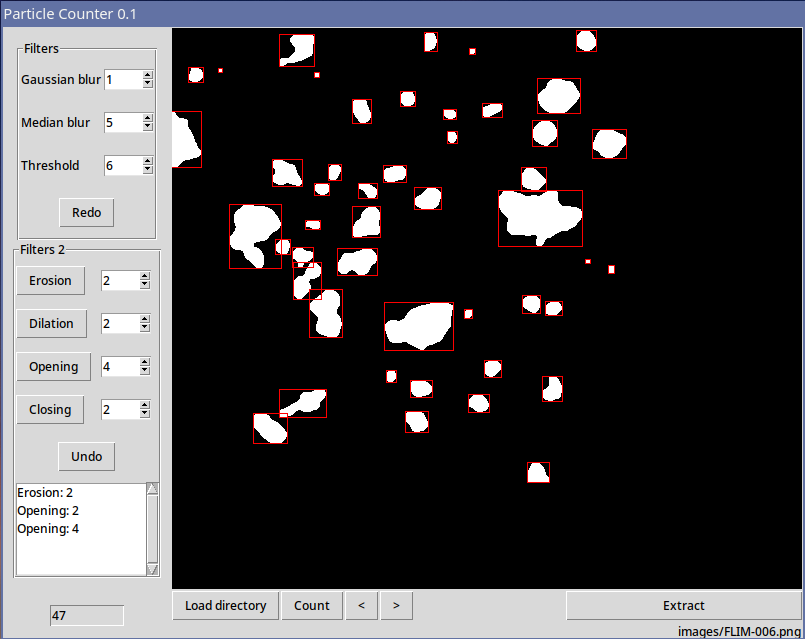 Particle Counter 0.1
Filters
Gaussian blur 1
Median blur 5
Threshold 6
Redo
Filters 2
Erosion 2
Dilation 2
Opening 4
Closing 2
Undo
Erosion: 2
Opening: 2
Opening: 4
47
Load directory Count < > Extract
images/FLIM-006.png